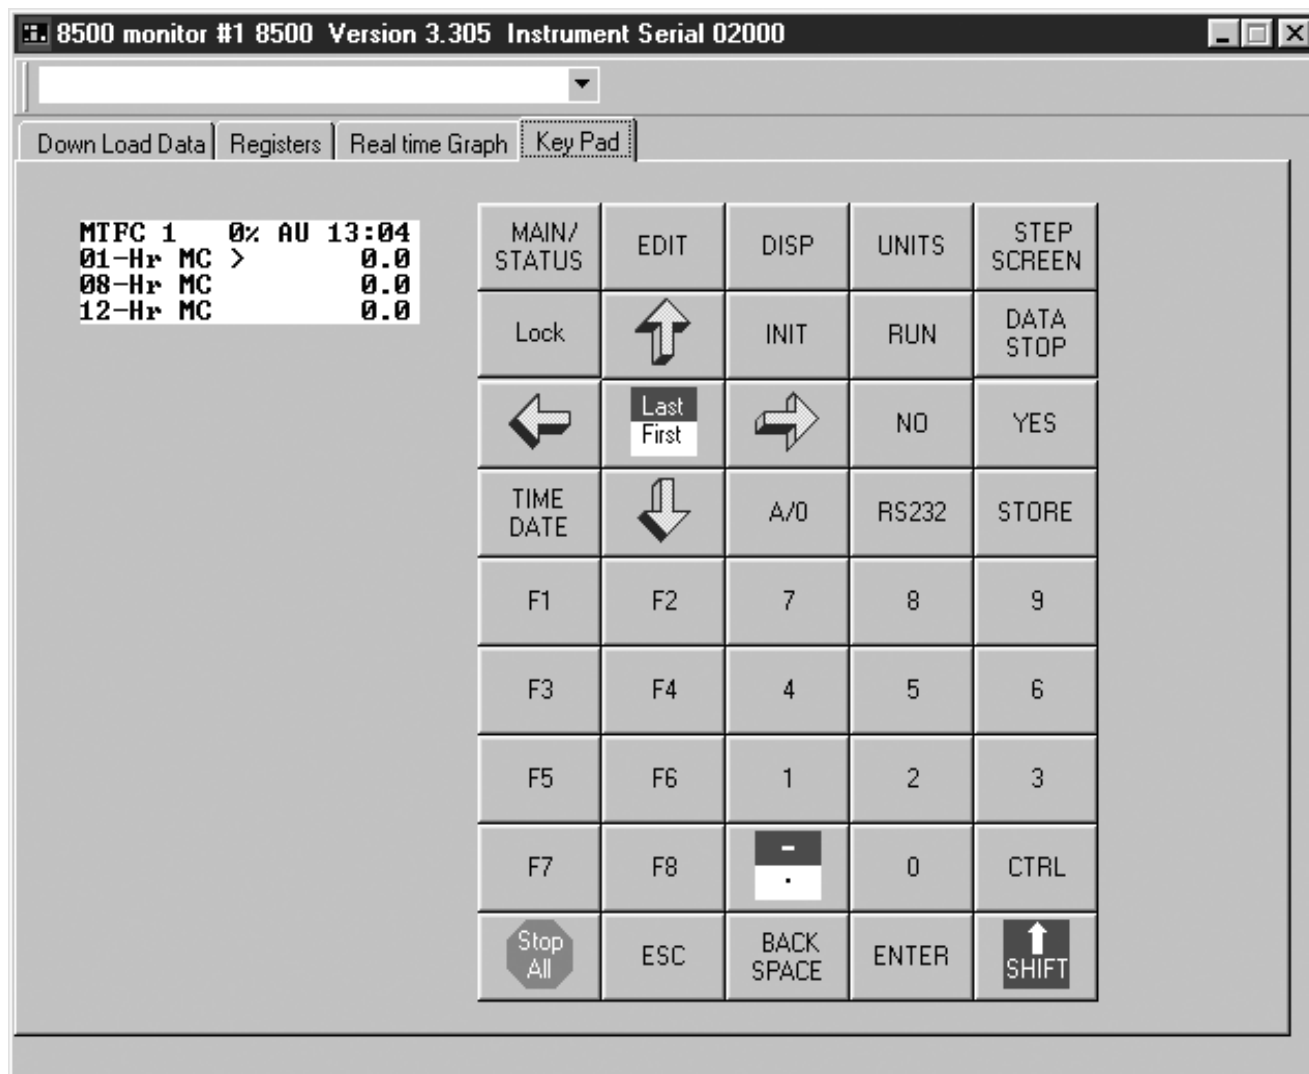 8500 monitor #1 8500 Version 3.305 Instrument Serial 02000
Down Load Data Registers Real time Graph Key Pad
MTFC 1 0% AU 13:04
01-Hr MC > 0.0
08-Hr MC 0.0
12-Hr MC 0.0
MAIN/
STATUS
EDIT
DISP
UNITS
STEP
SCREEN
Lock
INIT
RUN
DATA
STOP
Last
First
NO
YES
TIME
DATE
A/0
RS232
STORE
F1
F2
7
8
9
F3
F4
4
5
6
F5
F6
1
2
3
F7
F8
-
.
0
CTRL
Stop
All
ESC
BACK
SPACE
ENTER
SHIFT